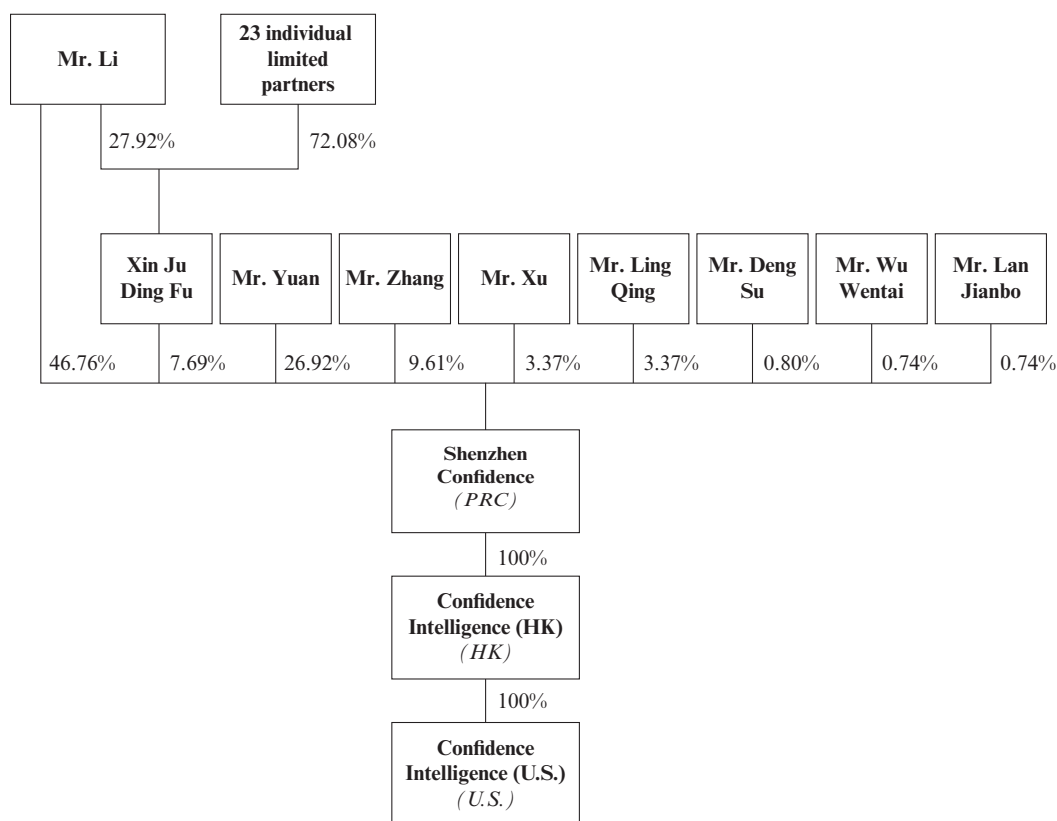 Mr. Li
23 individual
limited
partners
27.92%
72.08%
Xin Ju
Ding Fu
Mr. Yuan
Mr. Zhang
Mr. Xu
Mr. Ling
Qing
Mr. Deng
Su
Mr. Wu
Wentai
Mr. Lan
Jianbo
46.76%
7.69%
26.92%
9.61%
3.37%
3.37%
0.80%
0.74%
0.74%
Shenzhen
Confidence
(PRC)
100%
Confidence
Intelligence (HK)
(HK)
100%
Confidence
Intelligence (U.S.)
(U.S.)